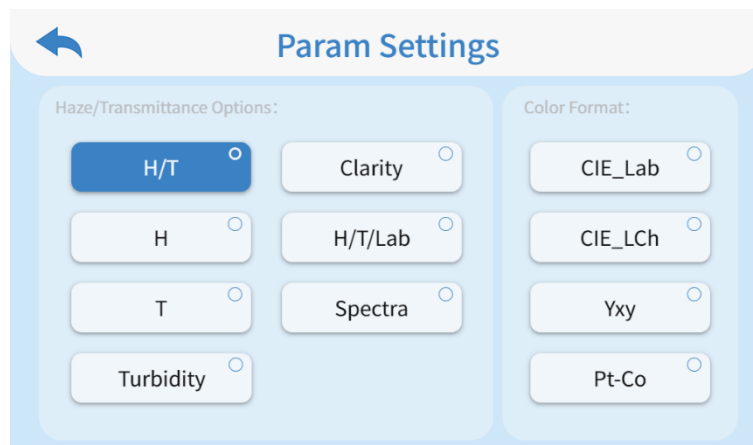 Param Settings
Haze/Transmittance Options:
H/T
Clarity
H
H/T/Lab
T
Spectra
Turbidity
Color Format:
CIE_Lab
CIE_LCh
Yxy
Pt-Co